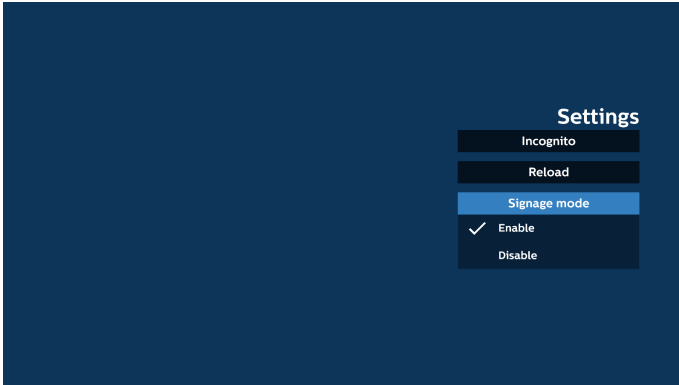 Settings
Incognito
Reload
Signage mode
Enable
Disable